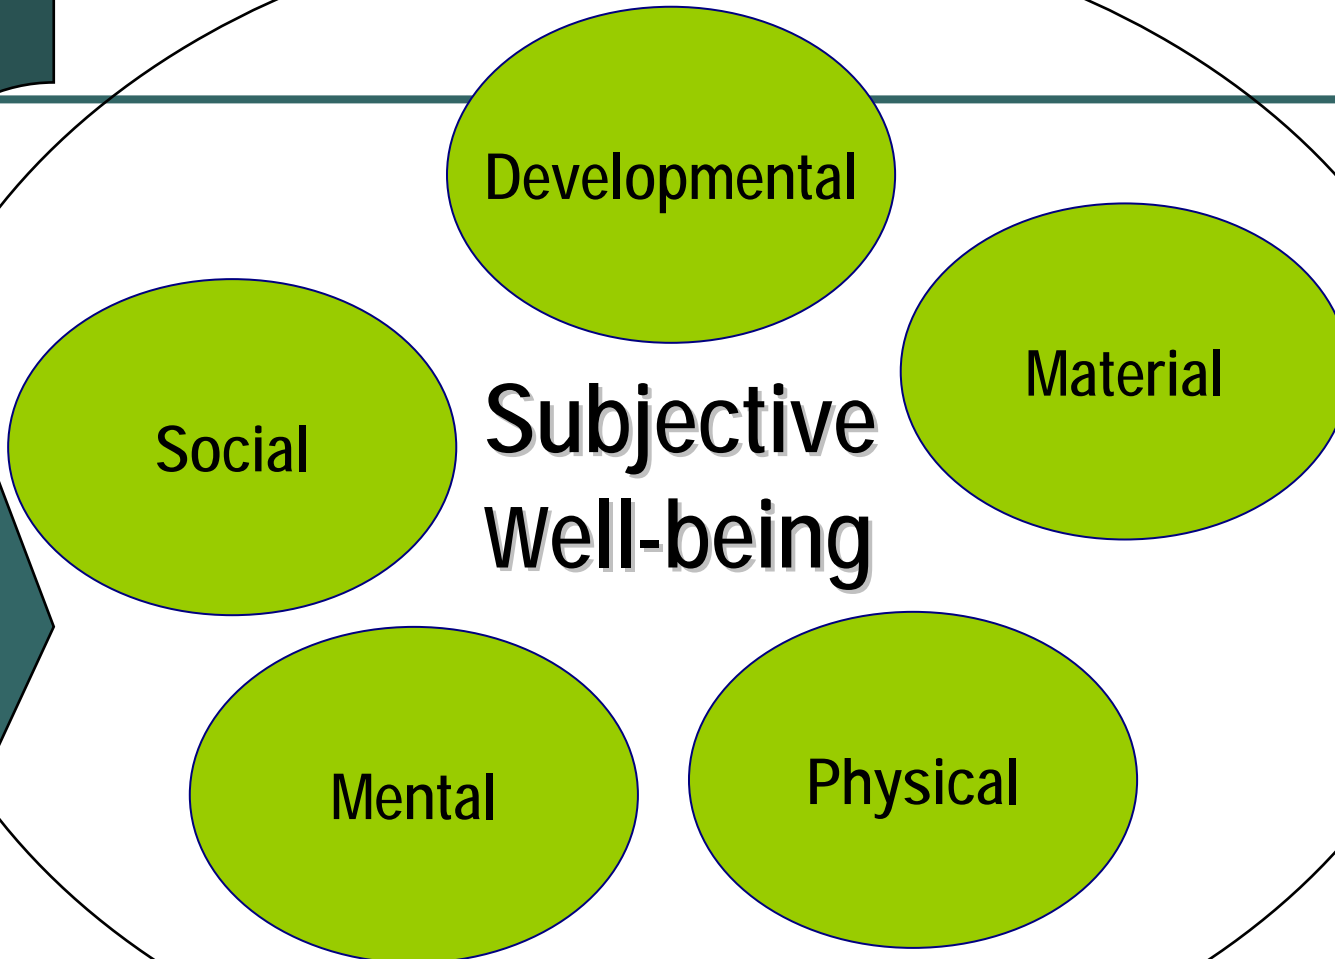 Developmental
Material
Social
Subjective
Well-being
Mental
Physical